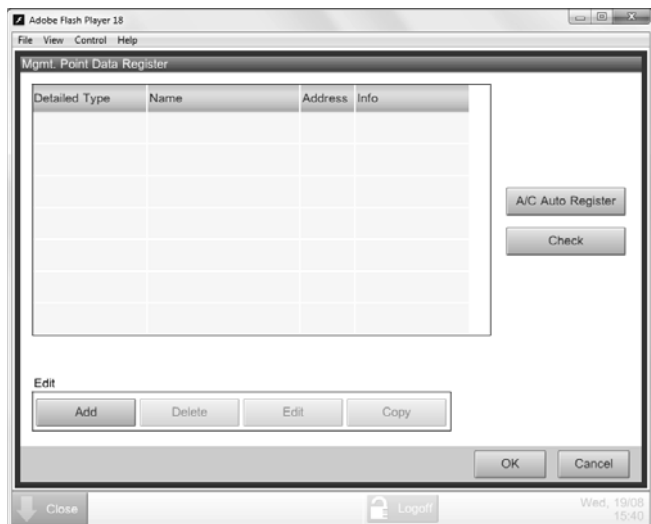 Adobe Flash Player 18
File View Control Help
Mgmt. Point Data Register
Detailed Type Name Address Info
A/C Auto Register
Check
Edit
Add Delete Edit Copy
OK Cancel
Close Logoff Wed, 19/08
15:40